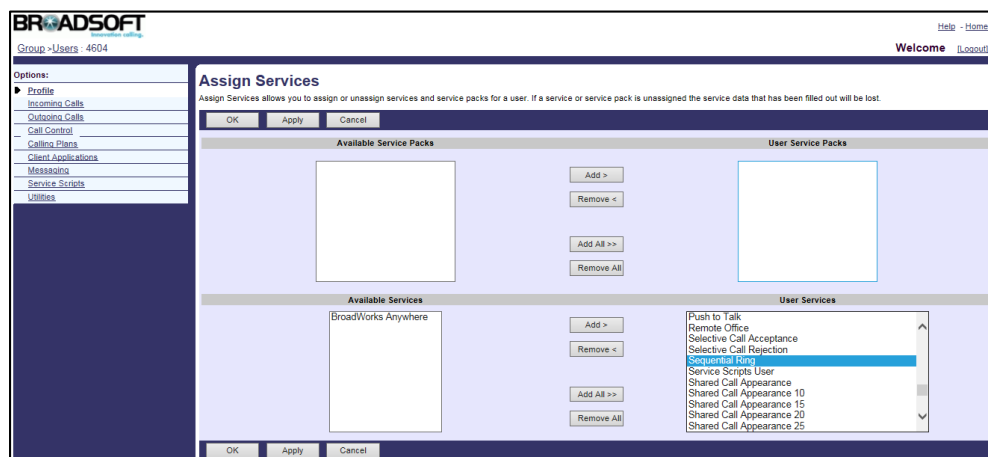 BROADSOFT
innovation calling.
Help - Home
Group >Users : 4604
Welcome [Logout]
Options:
Profile
Incoming Calls
Outgoing Calls
Call Control
Calling Plans
Client Applications
Messaging
Service Scripts
Utilities
Assign Services
Assign Services allows you to assign or unassign services and service packs for a user. If a service or service pack is unassigned the service data that has been filled out will be lost.
OK Apply Cancel
Available Service Packs
User Service Packs
Add >
Remove <
Add All >>
Remove All
Available Services
User Services
BroadWorks Anywhere
Add >
Remove <
Add All >>
Remove All
Push to Talk
Remote Office
Selective Call Acceptance
Selective Call Rejection
Sequential Ring
Service Scripts User
Shared Call Appearance
Shared Call Appearance 10
Shared Call Appearance 15
Shared Call Appearance 20
Shared Call Appearance 25
OK Apply Cancel